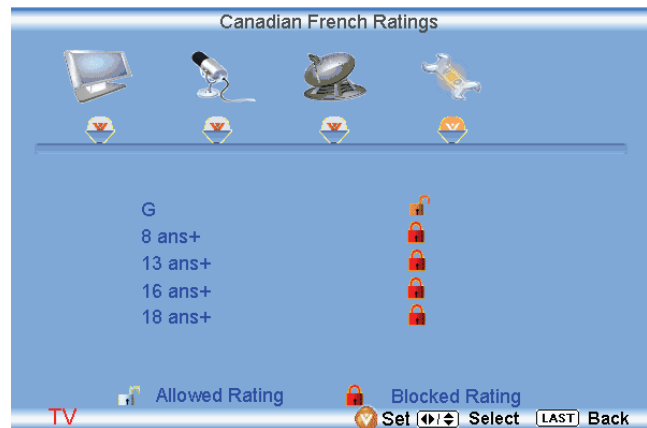 Canadian French Ratings
G
8 ans+
13 ans+
16 ans+
18 ans+
Allowed Rating Blocked Rating
TV Set Select LAST Back